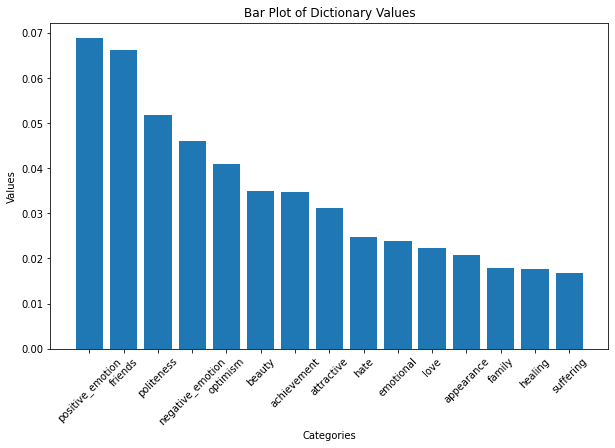 Bar Plot of Dictionary Values
Values
0.07
0.06
0.05
0.04
0.03
0.02
0.01
0.00
positive_emotion
friends
politeness
negative_emotion
optimism
beauty
achievement
attractive
hate
emotional
love
appearance
family
healing
suffering
Categories